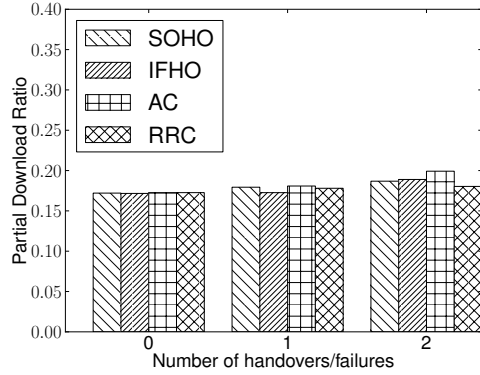 0.40
0.35
0.30
0.25
0.20
0.15
0.10
0.05
0.00
Partial Download Ratio
SOHO
IFHO
AC
RRC
0 1 2
Number of handovers/failures